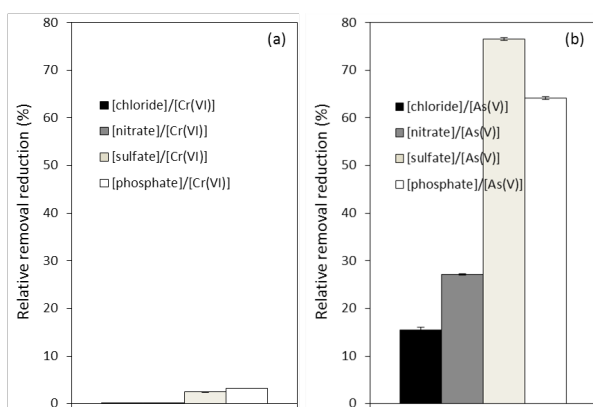 80
70
60
50
40
30
20
10
0
Relative removal reduction (%)
(a)
[chloride]/[Cr(VI)]
[nitrate]/[Cr(VI)]
[sulfate]/[Cr(VI)]
[phosphate]/[Cr(VI)]
80
70
60
50
40
30
20
10
0
Relative removal reduction (%)
(b)
[chloride]/[As(V)]
[nitrate]/[As(V)]
[sulfate]/[As(V)]
[phosphate]/[As(V)]